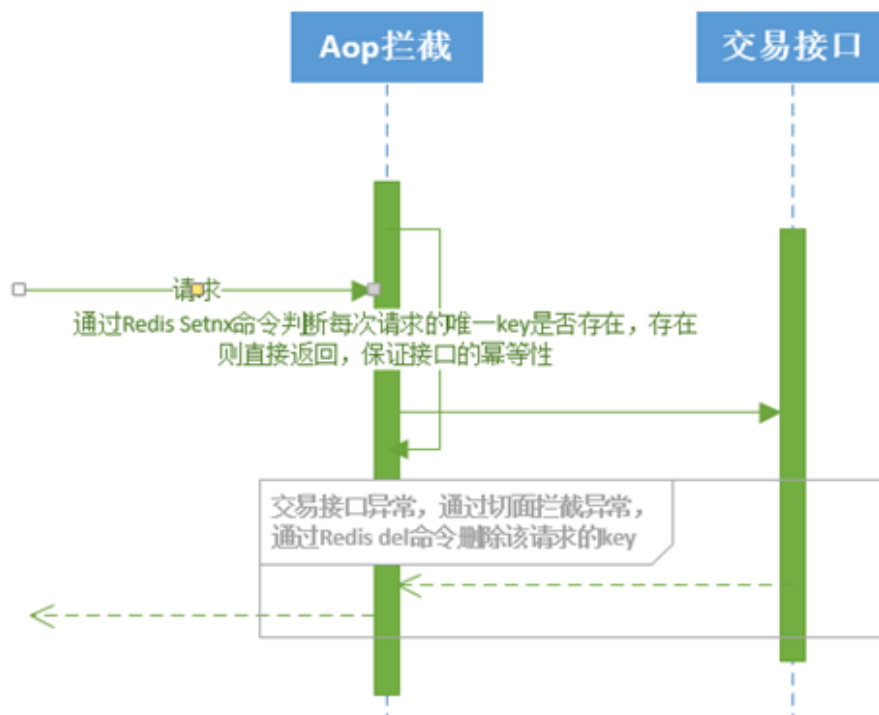 Aop拦截
交易接口
请求
通过Redis Setnx命令判断每次请求的唯一key是否存在，存在
则直接返回，保证接口的幂等性
交易接口异常，通过切面拦截异常，
通过Redis del命令删除该请求的key